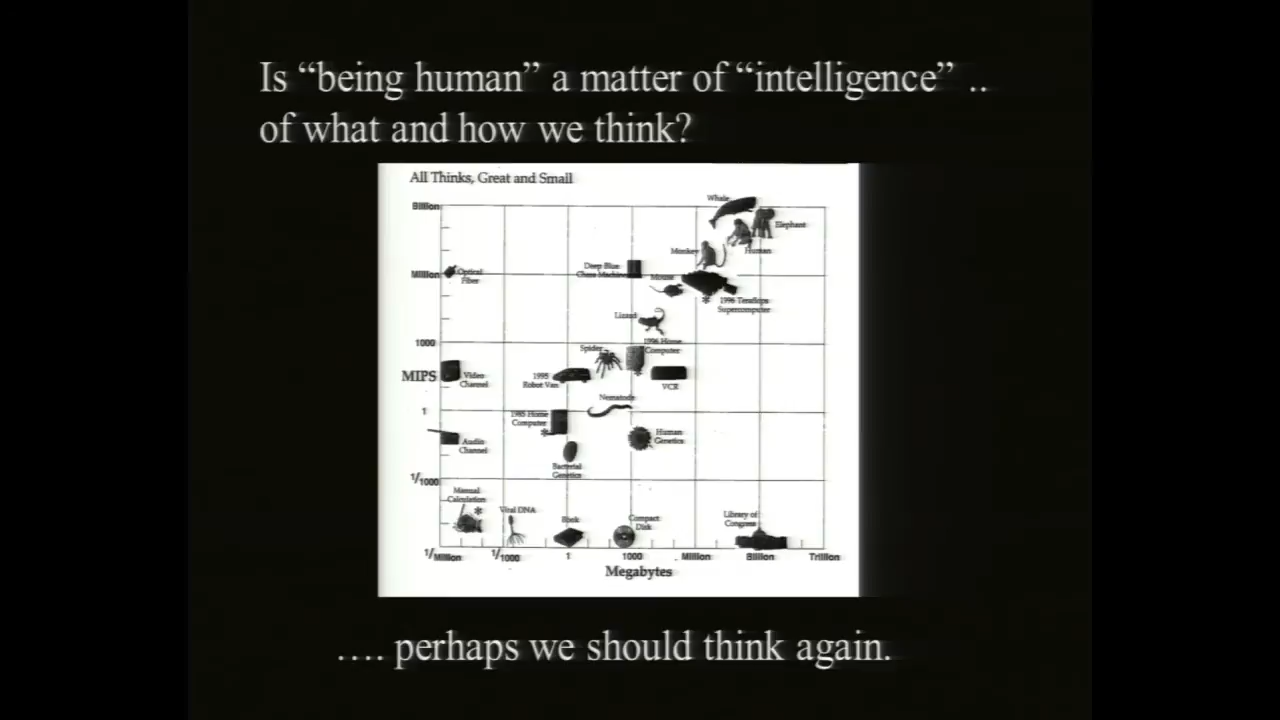 Is “being human” a matter of “intelligence” ..
of what and how we think?
All Thinks, Great and Small
Billion
Million
1000
MIPS
1
1/1000
1/Million
1/1000
1
1000
Million
Billion
Trillion
Megabytes
Whale
Elephant
Human
Monkey
Deep Blue
Chess Machine
Optical
Fiber
Mouse
1996 Teraflops
Supercomputer
Lizard
1996 Home
Computer
Spider
Video
Channel
1995
Robot Van
VCR
Nematode
1985 Home
Computer
Audio
Channel
Human
Genetics
Bacterial
Genetics
Manual
Calculation
Viral DNA
Book
Compact
Disk
Library of
Congress
.... perhaps we should think again.